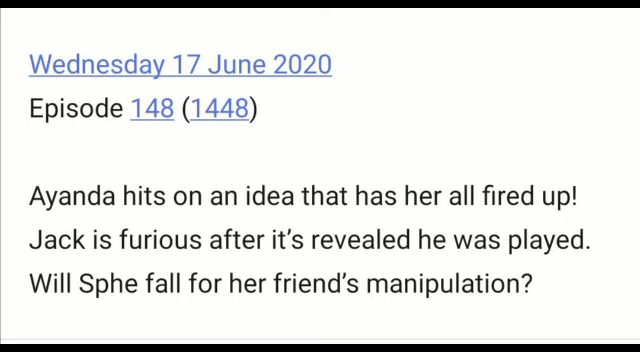 Wednesday 17 June 2020
Episode 148 (1448)
Ayanda hits on an idea that has her all fired up!
Jack is furious after it’s revealed he was played.
Will Sphe fall for her friend’s manipulation?